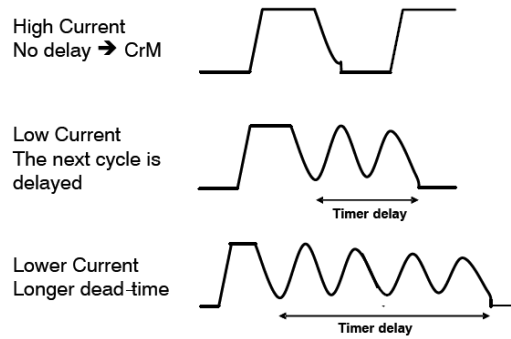 High Current
No delay ➔ CrM
Low Current
The next cycle is
delayed
Timer delay
Lower Current
Longer dead-time
Timer delay